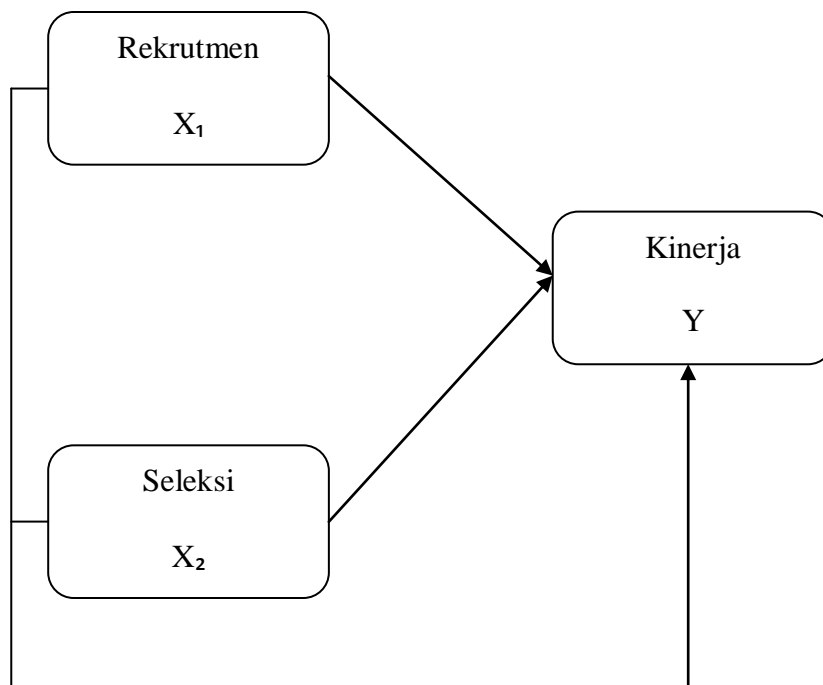 Rekrutmen
X₁
Kinerja
Y
Seleksi
X₂